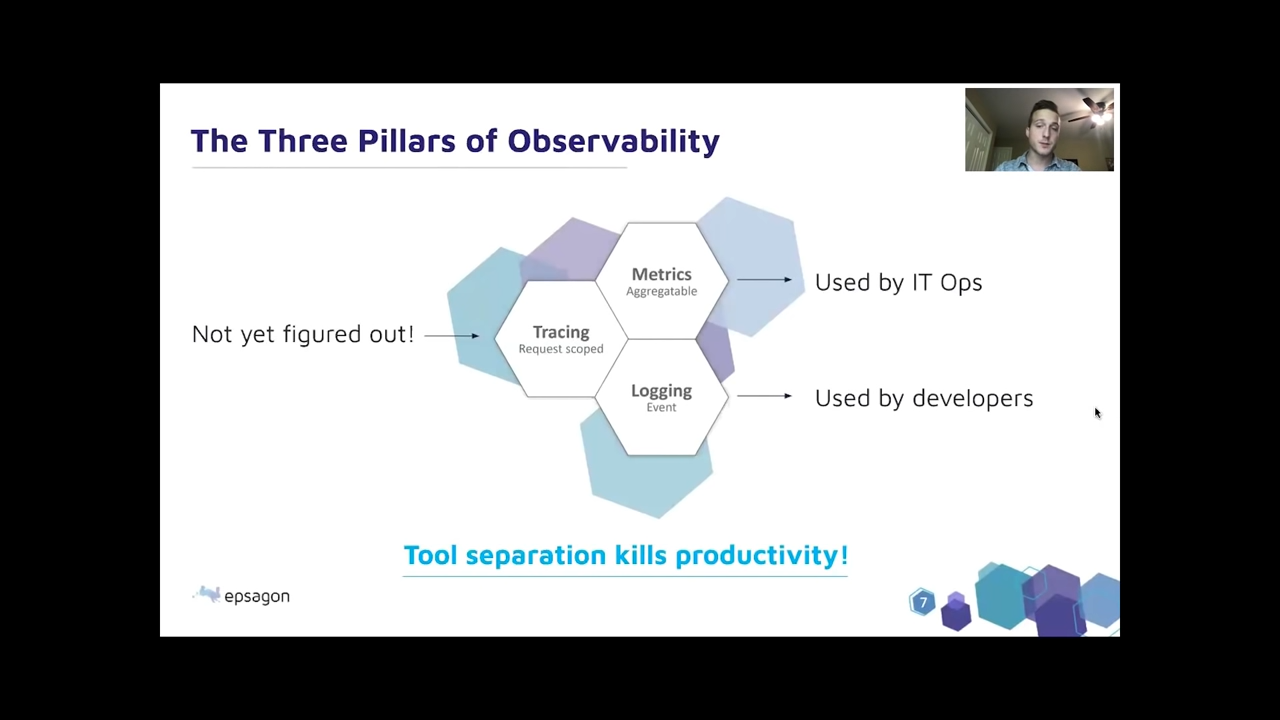 The Three Pillars of Observability
Metrics
Aggregatable
Used by IT Ops
Not yet figured out!
Tracing
Request scoped
Logging
Event
Used by developers
Tool separation kills productivity!
epsagon
7